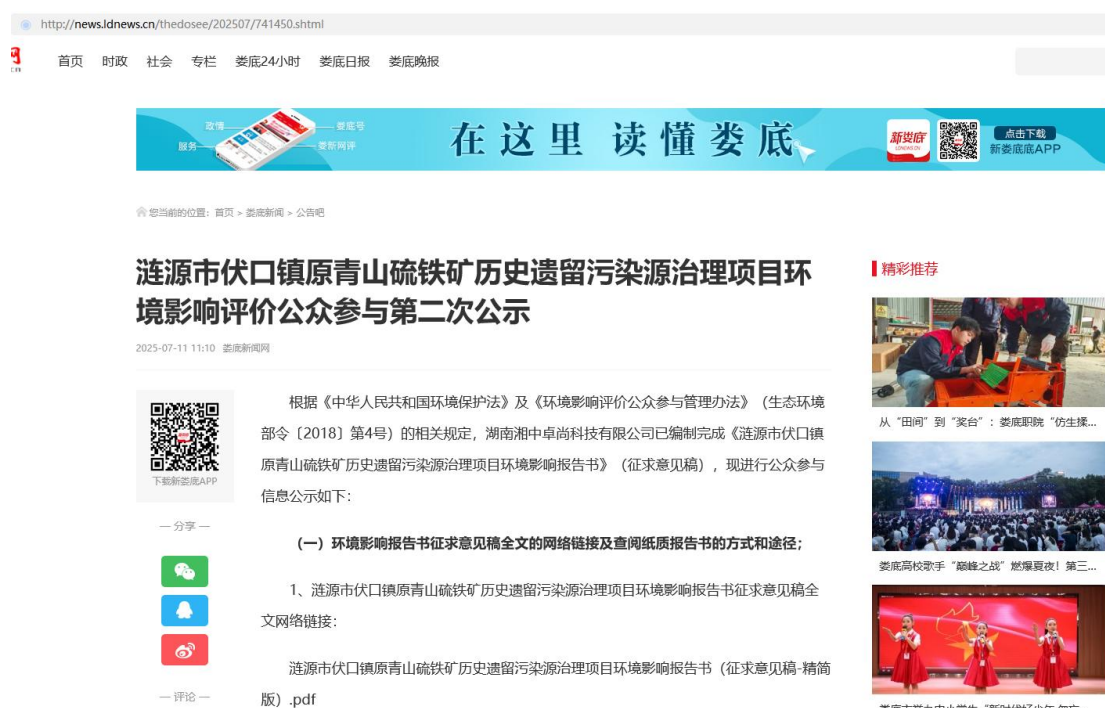 http://news.ldnews.cn/thedosee/202507/741450.shtml
首页 时政 社会 专栏 娄底24小时 娄底日报 娄底晚报
政情
娄底号
服务
娄新网评
在这里 读懂娄底
新娄底
LDNEWS.CN
点击下载
新娄底APP
您当前的位置：首页 > 娄底新闻 > 公告吧
涟源市伏口镇原青山硫铁矿历史遗留污染源治理项目环
境影响评价公众参与第二次公示
2025-07-11 11:10 娄底新闻网
下载新娄底APP
— 分享 —
— 评论 —
根据《中华人民共和国环境保护法》及《环境影响评价公众参与管理办法》（生态环境
部令〔2018〕第4号）的相关规定，湖南湘中卓尚科技有限公司已编制完成《涟源市伏口镇
原青山硫铁矿历史遗留污染源治理项目环境影响报告书》（征求意见稿），现进行公众参与
信息公示如下：
（一）环境影响报告书征求意见稿全文的网络链接及查阅纸质报告书的方式和途径；
1、涟源市伏口镇原青山硫铁矿历史遗留污染源治理项目环境影响报告书征求意见稿全
文网络链接：
涟源市伏口镇原青山硫铁矿历史遗留污染源治理项目环境影响报告书（征求意见稿-精简
版）.pdf
精彩推荐
从“田间”到“奖台”：娄底职院“仿生揉...
娄底高校歌手“巅峰之战”燃爆夏夜！第三...